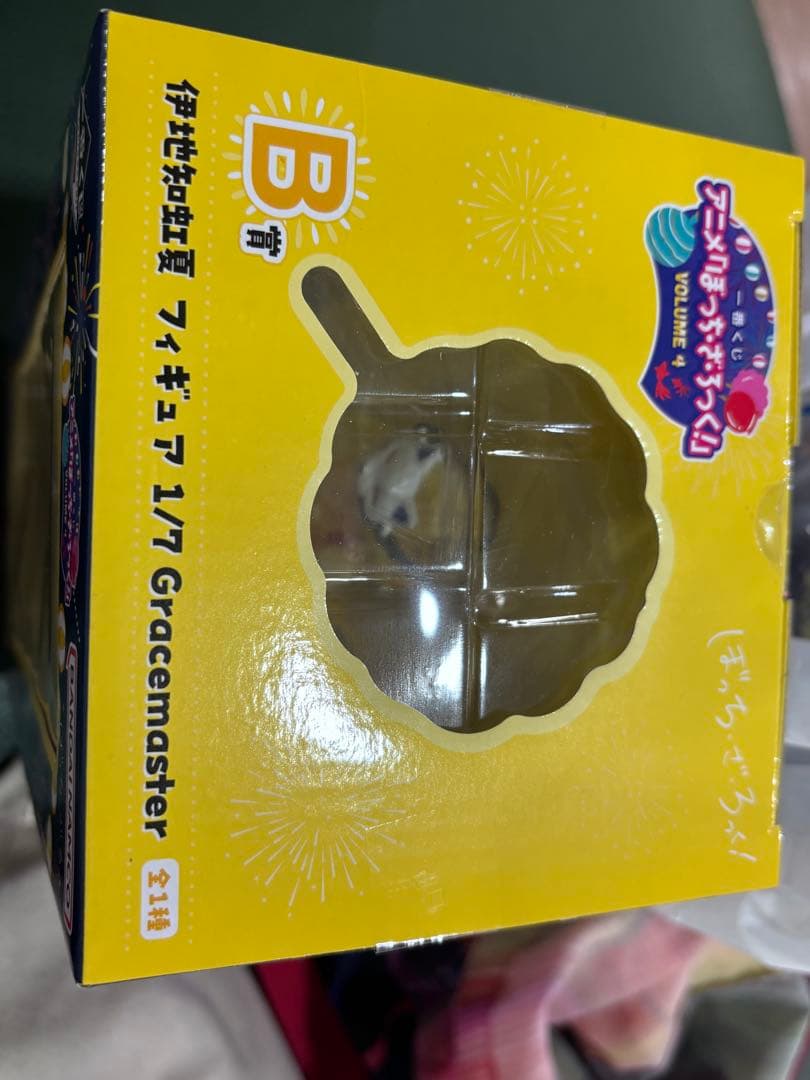 一番くじ
アニメ「ぼっち・ざ・ろっく!」
VOLUME 4
ぼっち・ざ・ろっく!
B賞
伊地知虹夏 フィギュア 1/7 Gracemaster
全1種
BANDAI NAMCO